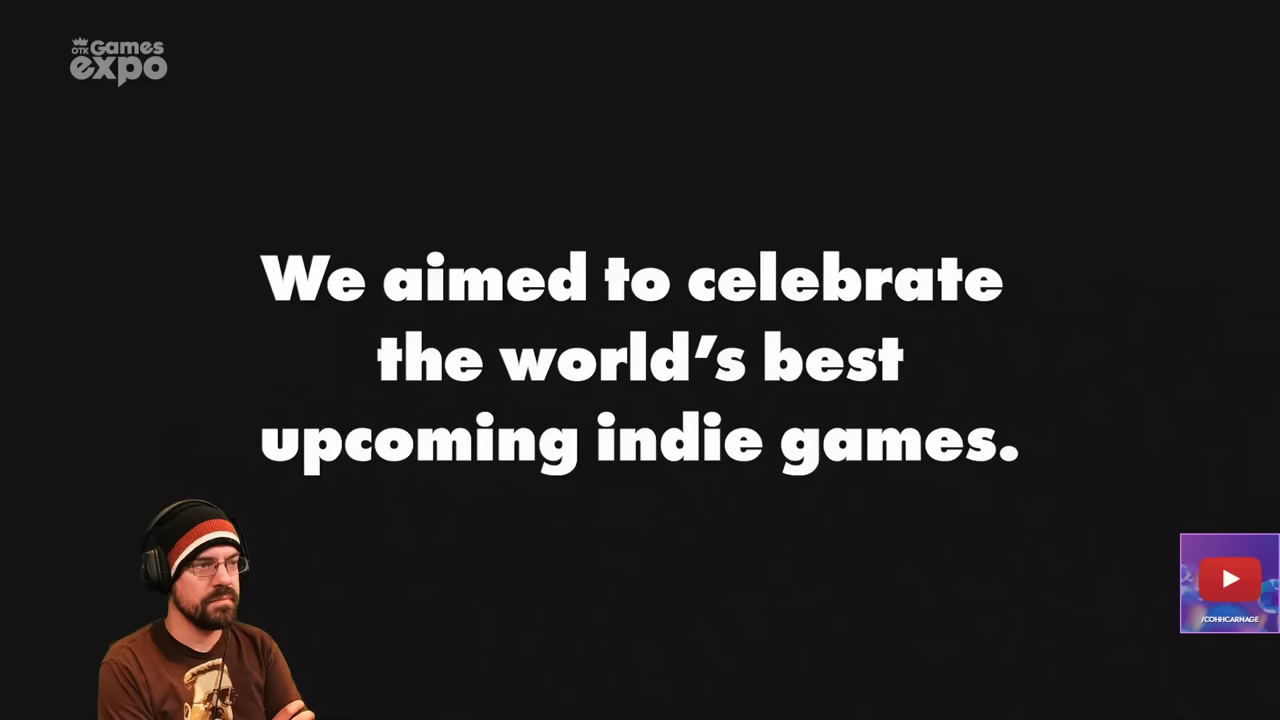 OTK Games
expo
We aimed to celebrate
the world's best
upcoming indie games.
/COHHCARNAGE